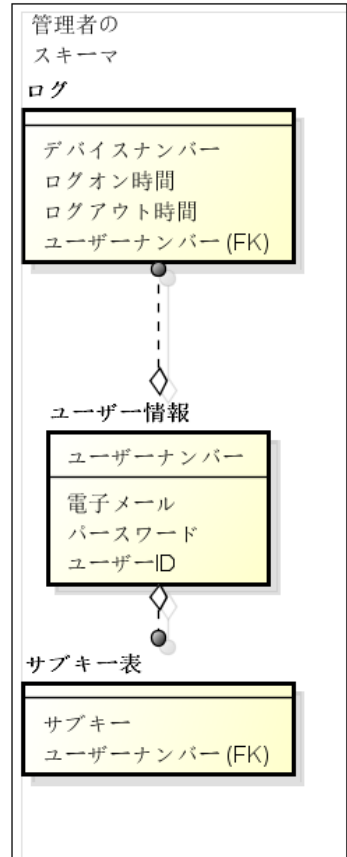 管理者の
スキーマ
ログ
デバイスナンバー
ログオン時間
ログアウト時間
ユーザーナンバー(FK)
ユーザー情報
ユーザーナンバー
電子メール
パースワード
ユーザーID
サブキー表
サブキー
ユーザーナンバー(FK)